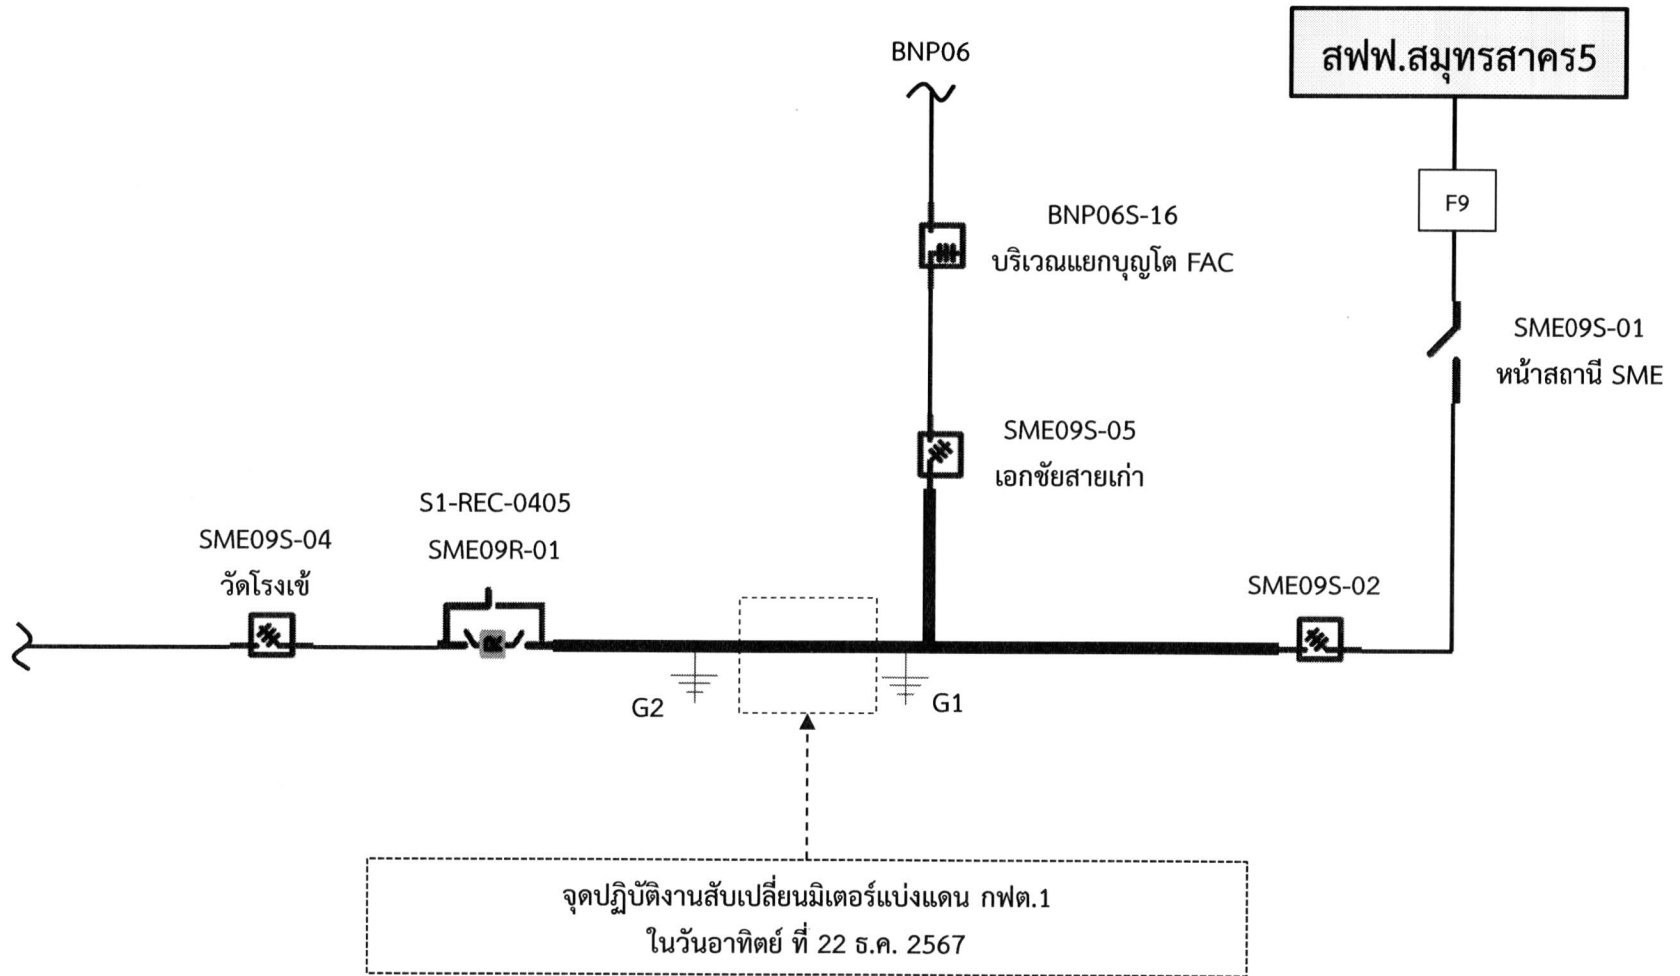 BNP06
สฟฟ.สมุทรสาคร5
F9
BNP06S-16
บริเวณแยกบุญโต FAC
SME09S-01
หน้าสถานี SME
SME09S-05
เอกชัยสายเก่า
S1-REC-0405
SME09R-01
SME09S-04
วัดโรงเข้
SME09S-02
R
G2
G1
จุดปฏิบัติงานสับเปลี่ยนมิเตอร์แบ่งแดน กฟต.1
ในวันอาทิตย์ ที่ 22 ธ.ค. 2567